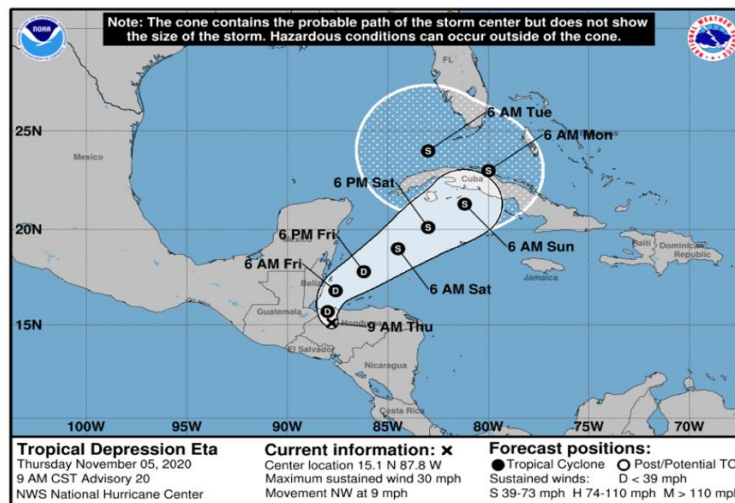 Note: The cone contains the probable path of the storm center but does not show
the size of the storm. Hazardous conditions can occur outside of the cone.
NOAA
NATIONAL WEATHER SERVICE
FL
25N
6 AM Tue
6 AM Mon
Mexico
Cuba
6 PM Sat
S
S
S
S
S
20N
6 PM Fri
6 AM Sun
Mexico
Haiti
Dominican
Republic
Jamaica
6 AM Fri
D
Belize
D
6 AM Sat
Guatemala
D
Honduras
9 AM Thu
15N
El Salvador
Nicaragua
Costa Rica
100W
95W
90W
85W
80W
75W
70W
Tropical Depression Eta
Thursday November 05, 2020
9 AM CST Advisory 20
NWS National Hurricane Center
Current information: ×
Center location 15.1 N 87.8 W
Maximum sustained wind 30 mph
Movement NW at 9 mph
Forecast positions:
● Tropical Cyclone ○ Post/Potential TC
Sustained winds: D < 39 mph
S 39-73 mph H 74-110 mph M > 110 mph